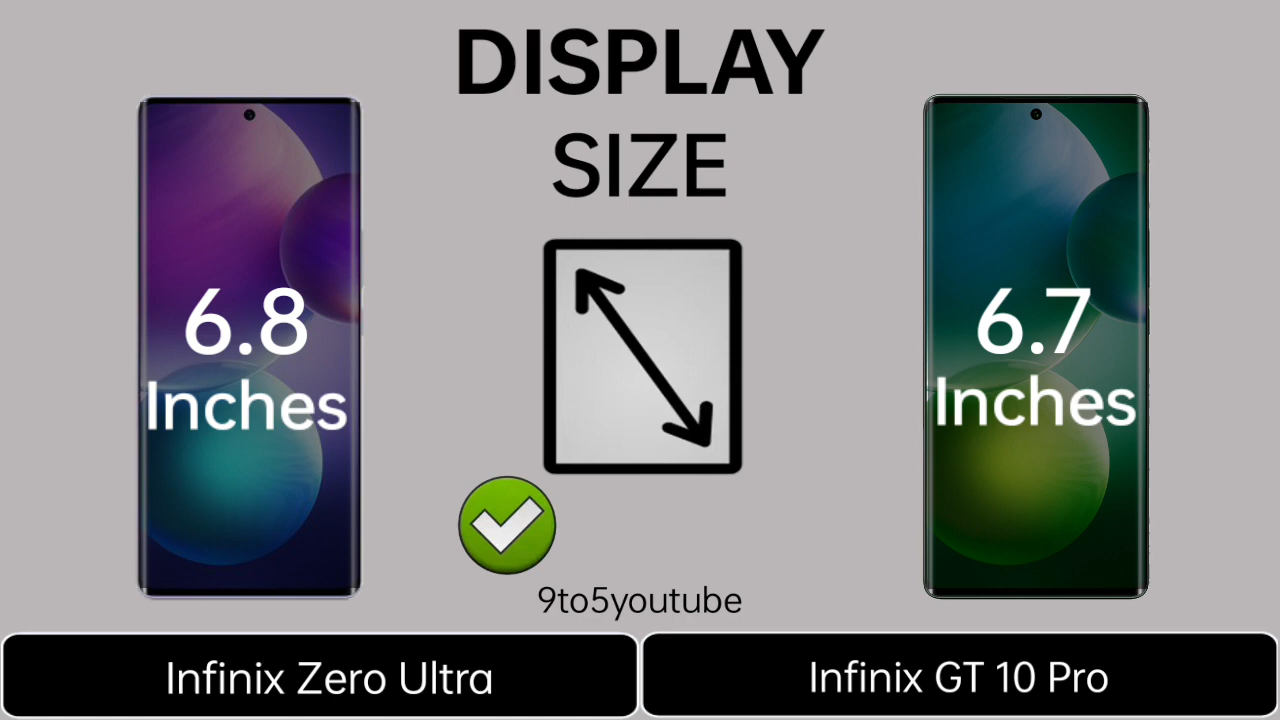 DISPLAY
SIZE
6.8
Inches
6.7
Inches
9to5youtube
Infinix Zero Ultra
Infinix GT 10 Pro